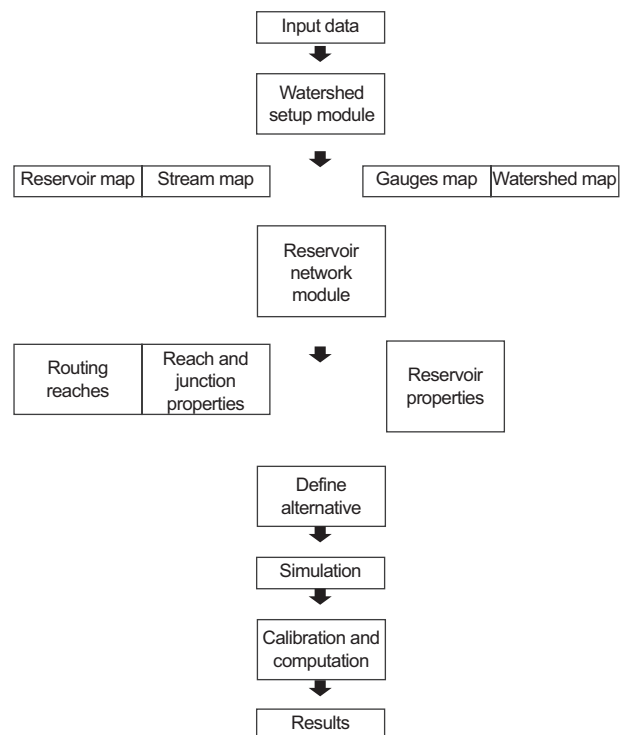 Input data
Watershed
setup module
Reservoir map
Stream map
Gauges map
Watershed map
Reservoir
network
module
Routing
reaches
Reach and
junction
properties
Reservoir
properties
Define
alternative
Simulation
Calibration and
computation
Results